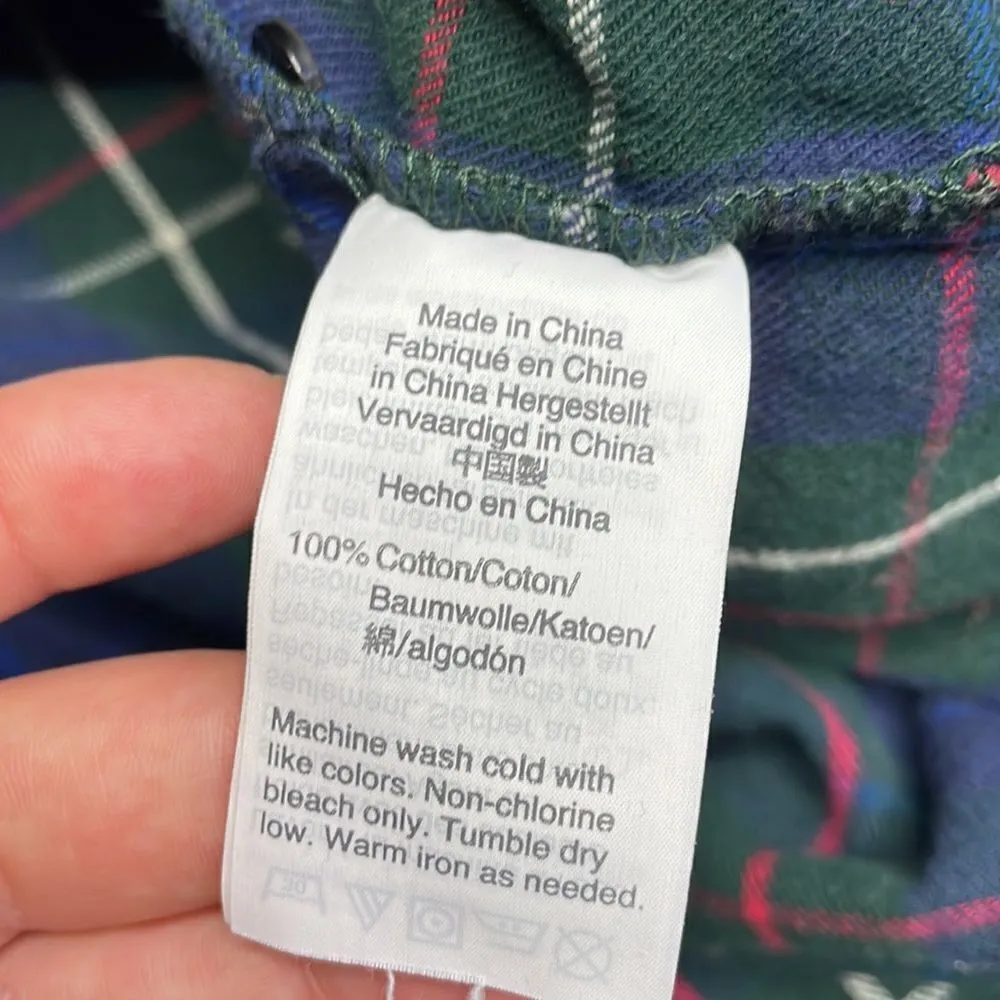 Made in China
Fabriqué en Chine
in China Hergestellt
Vervaardigd in China
中国製
Hecho en China
100% Cotton/Coton/
Baumwolle/Katoen/
綿/algodón
Machine wash cold with
like colors. Non-chlorine
bleach only. Tumble dry
low. Warm iron as needed.